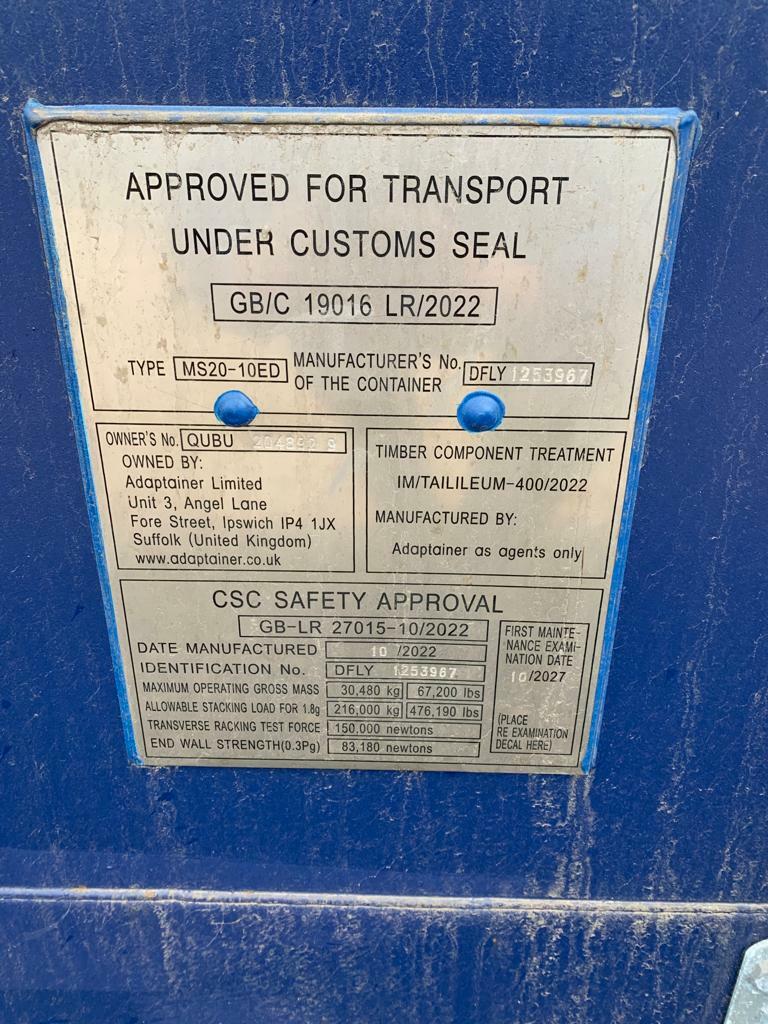 APPROVED FOR TRANSPORT
UNDER CUSTOMS SEAL
GB/C 19016 LR/2022
TYPE MS20-10ED MANUFACTURER'S No. OF THE CONTAINER DFLY 1253967
OWNER'S No. QUBU 204892 9
OWNED BY:
Adaptainer Limited
Unit 3, Angel Lane
Fore Street, Ipswich IP4 1JX
Suffolk (United Kingdom)
www.adaptainer.co.uk
TIMBER COMPONENT TREATMENT
IM/TAILILEUM-400/2022
MANUFACTURED BY:
Adaptainer as agents only
CSC SAFETY APPROVAL
GB-LR 27015-10/2022
DATE MANUFACTURED 10 /2022
IDENTIFICATION No. DFLY 1253967
MAXIMUM OPERATING GROSS MASS 30,480 kg 67,200 lbs
ALLOWABLE STACKING LOAD FOR 1.8g 216,000 kg 476,190 lbs
TRANSVERSE RACKING TEST FORCE 150,000 newtons
END WALL STRENGTH(0.3Pg) 83,180 newtons
FIRST MAINTE-
NANCE EXAMI-
NATION DATE
10/2027
(PLACE
RE EXAMINATION
DECAL HERE)